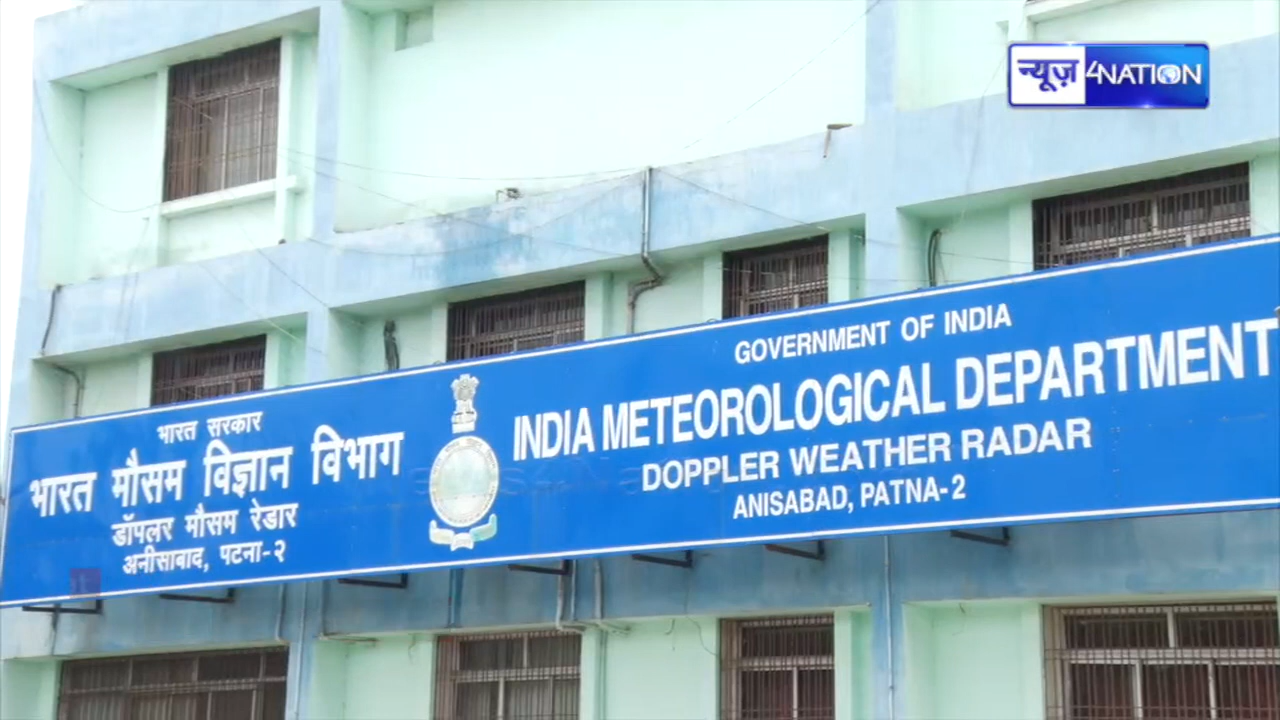 न्यूज़ 4NATION
भारत सरकार
भारत मौसम विज्ञान विभाग
डॉपलर मौसम रेडार
अनीसाबाद, पटना-२
GOVERNMENT OF INDIA
INDIA METEOROLOGICAL DEPARTMENT
DOPPLER WEATHER RADAR
ANISABAD, PATNA-2